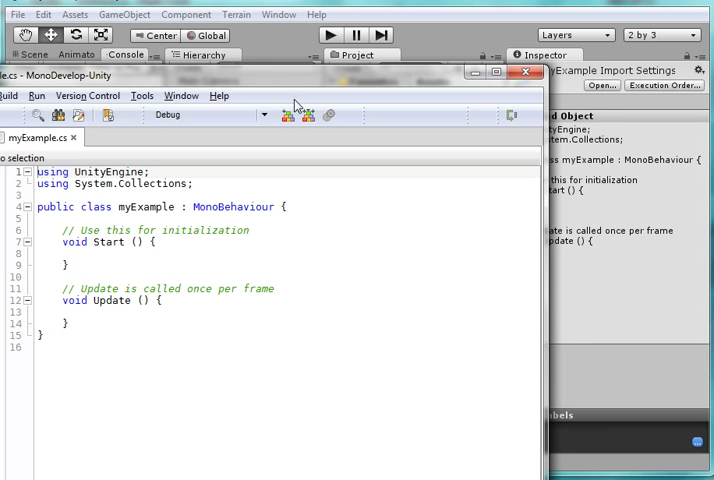 File Edit Assets GameObject Component Terrain Window Help
Center Global Layers 2 by 3
Scene Animato Console Hierarchy Project Inspector
le.cs - MonoDevelop-Unity
yExample Import Settings
Build Run Version Control Tools Window Help
Open... Execution Order...
Debug
d Object
myExample.cs
o selection
1 using UnityEngine;
2 using System.Collections;
3
4 public class myExample : MonoBehaviour {
5
6 // Use this for initialization
7 void Start () {
8
9 }
10
11 // Update is called once per frame
12 void Update () {
13
14 }
15 }
16
ityEngine;
tem.Collections;
ss myExample : MonoBehaviour {
this for initialization
tart () {
ate is called once per frame
pdate () {
abels